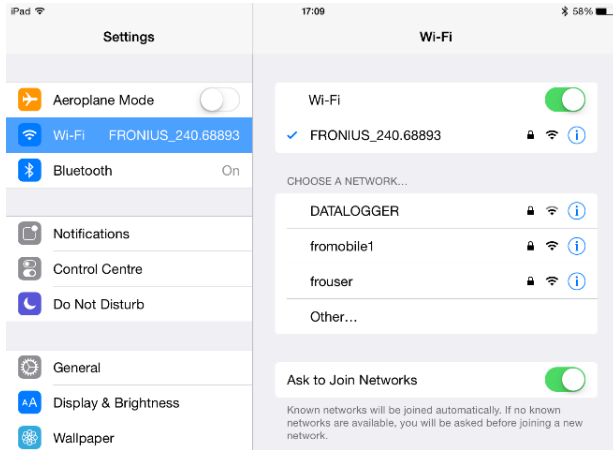 iPad 17:09 58%
Settings
Wi-Fi
Aeroplane Mode
Wi-Fi FRONIUS_240.68893
Bluetooth On
Notifications
Control Centre
Do Not Disturb
General
AA Display & Brightness
Wallpaper
Wi-Fi
FRONIUS_240.68893
CHOOSE A NETWORK...
DATALOGGER
fromobile1
frouser
Other...
Ask to Join Networks
Known networks will be joined automatically. If no known
networks are available, you will be asked before joining a new
network.